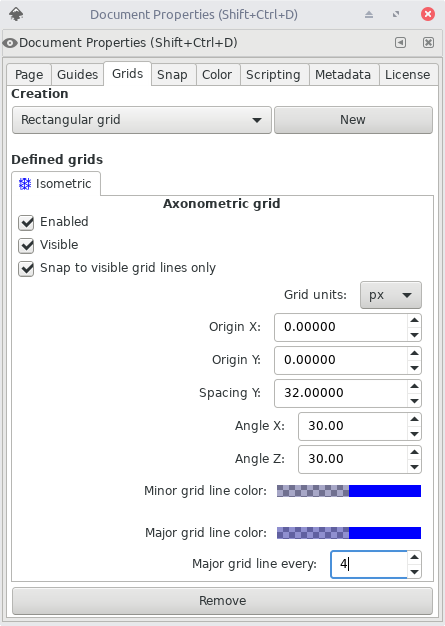 Document Properties (Shift+Ctrl+D)
Document Properties (Shift+Ctrl+D)
Page Guides Grids Snap Color Scripting Metadata License
Creation
Rectangular grid New
Defined grids
Isometric
Axonometric grid
Enabled
Visible
Snap to visible grid lines only
Grid units: px
Origin X: 0.00000
Origin Y: 0.00000
Spacing Y: 32.00000
Angle X: 30.00
Angle Z: 30.00
Minor grid line color:
Major grid line color:
Major grid line every: 4
Remove